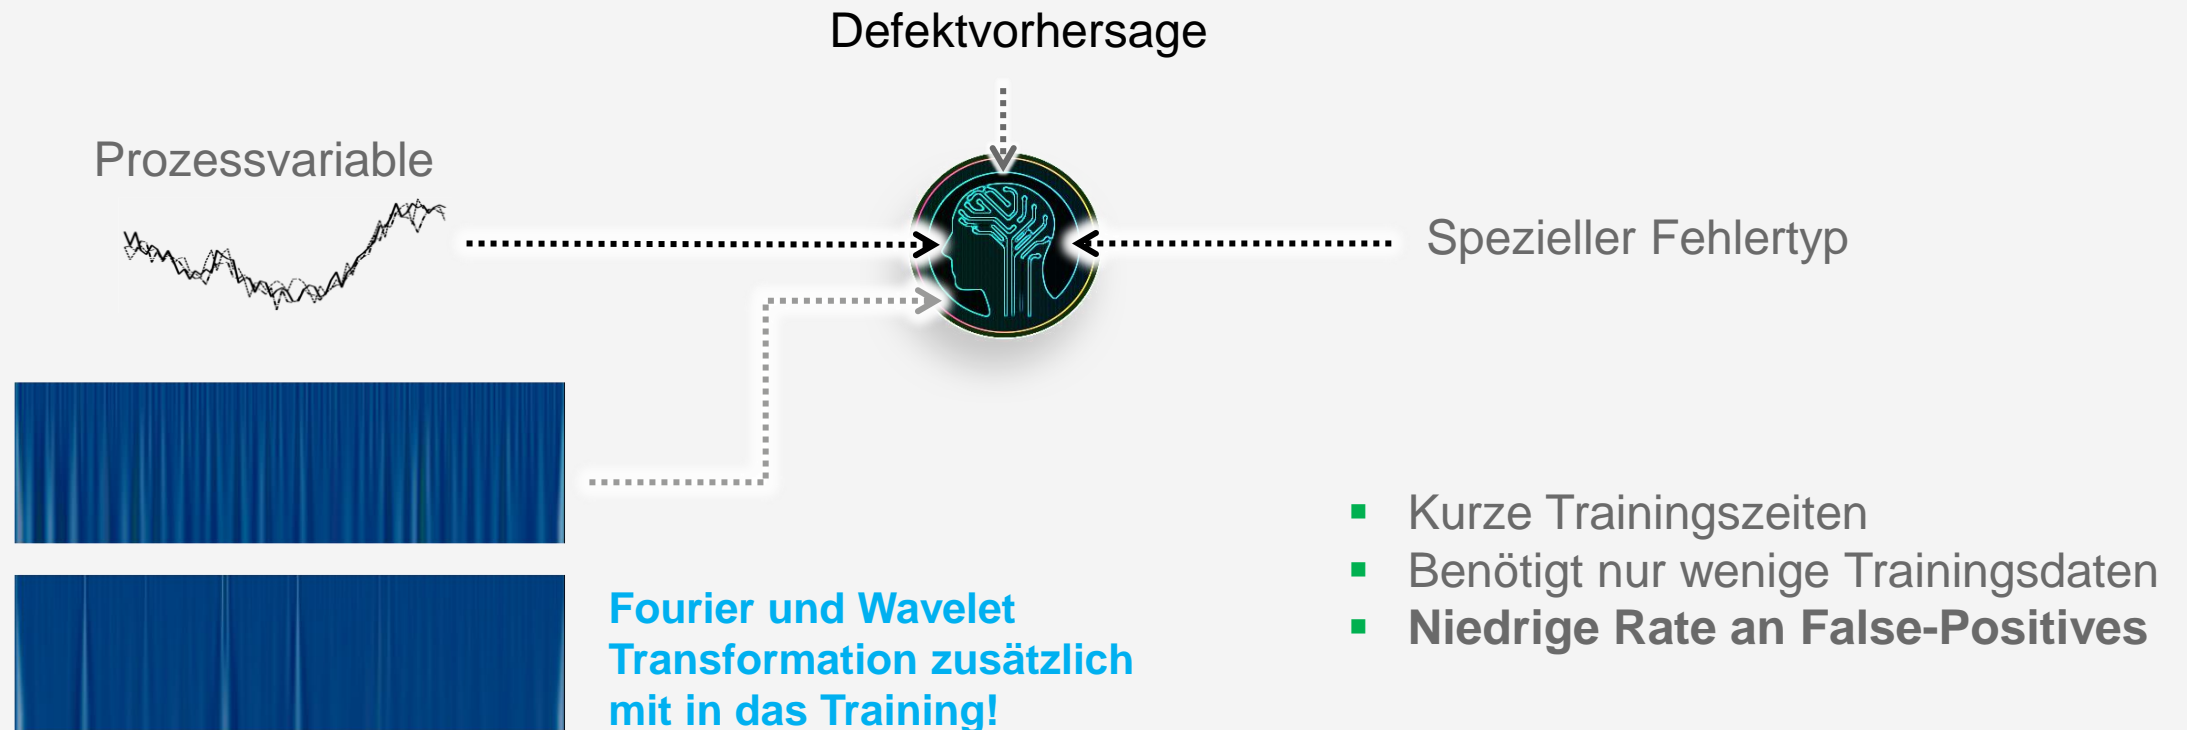 Defektvorhersage
Prozessvariable
Spezieller Fehlertyp
Fourier und Wavelet
Transformation zusätzlich
mit in das Training!
Kurze Trainingszeiten
Benötigt nur wenige Trainingsdaten
Niedrige Rate an False-Positives